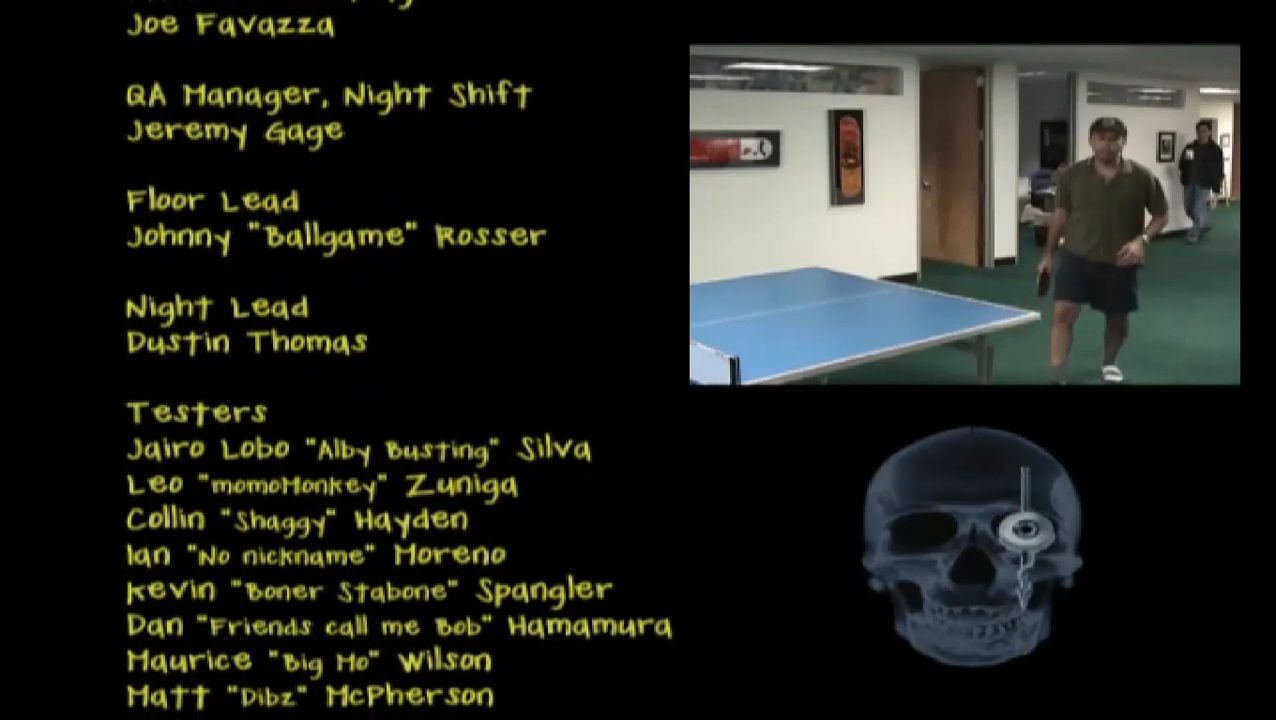 Joe Favazza
QA Manager, Night Shift
Jeremy Gage
Floor Lead
Johnny "Ballgame" Rosser
Night Lead
Dustin Thomas
Testers
Jairo Lobo "Alby Busting" Silva
Leo "momoMonkey" Zuniga
Collin "Shaggy" Hayden
Ian "No nickname" Moreno
Kevin "Boner Stabone" Spangler
Dan "Friends call me Bob" Hamamura
Maurice "Big Mo" Wilson
Matt "Dibz" McPherson